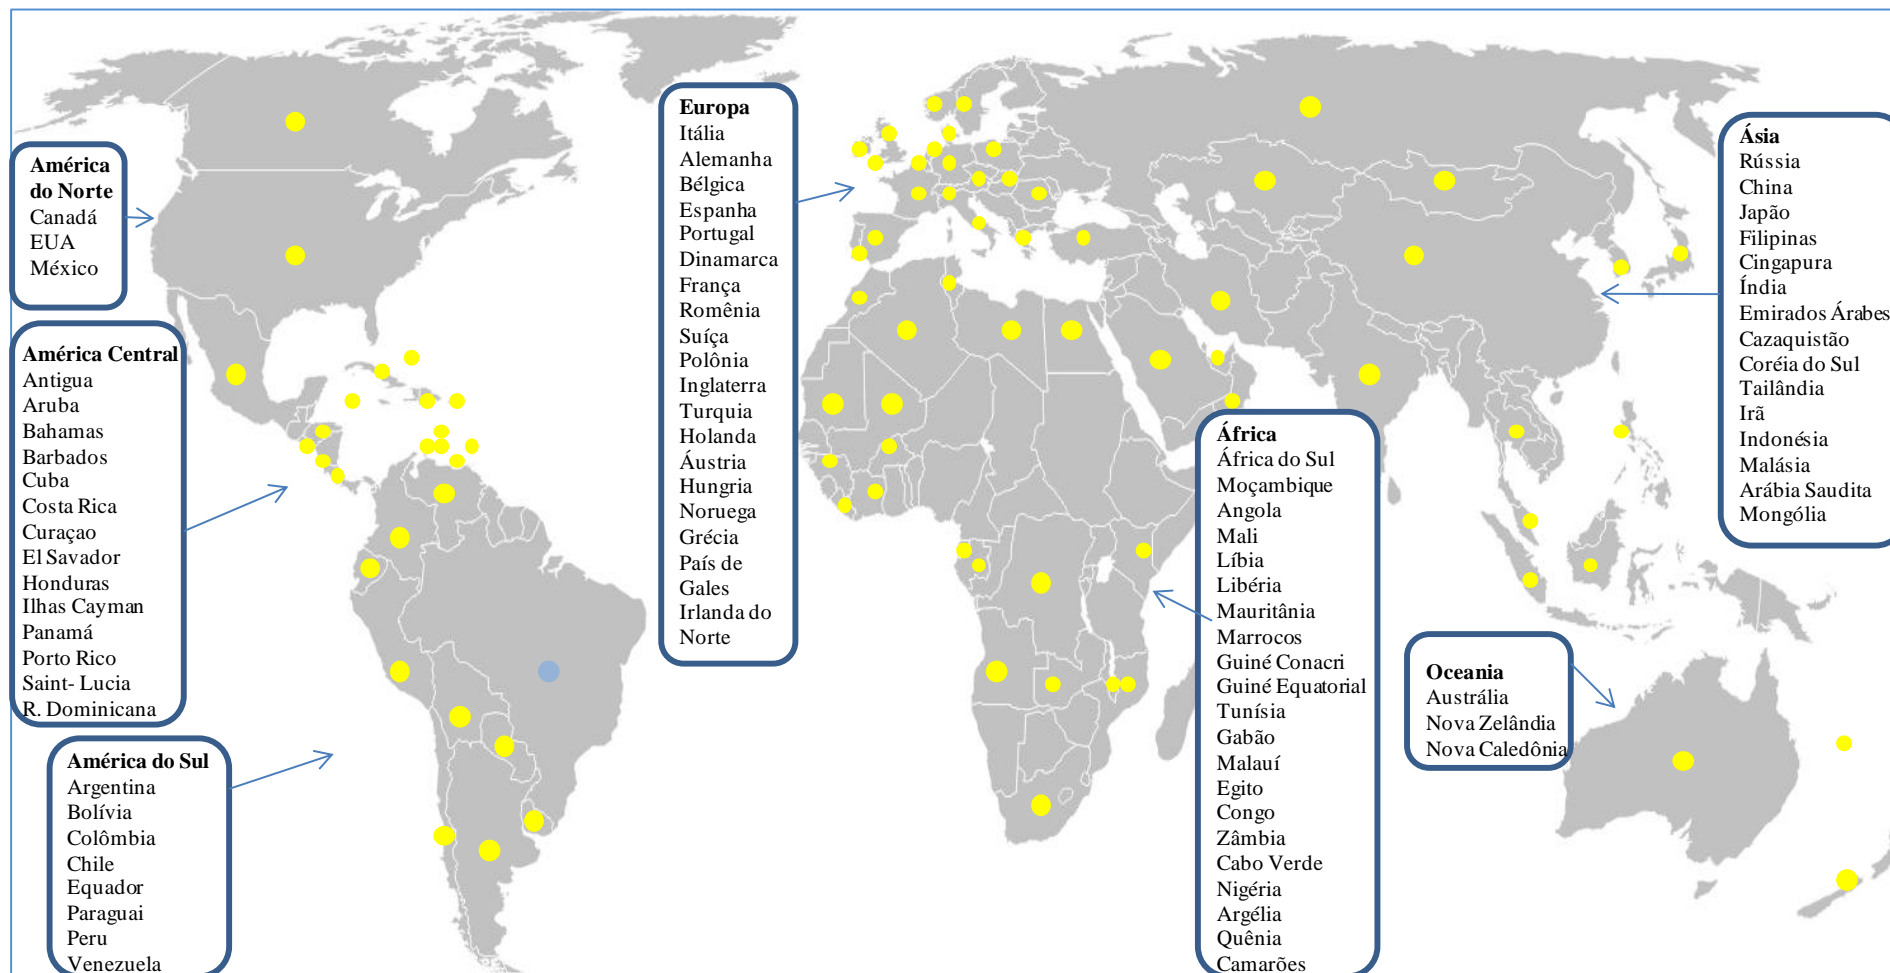 América
do Norte
Canadá
EUA
México
América Central
Antigua
Aruba
Bahamas
Barbados
Cuba
Costa Rica
Curaçao
El Savador
Honduras
Ilhas Cayman
Panamá
Porto Rico
Saint- Lucia
R. Dominicana
América do Sul
Argentina
Bolívia
Colômbia
Chile
Equador
Paraguai
Peru
Venezuela
Europa
Itália
Alemanha
Bélgica
Espanha
Portugal
Dinamarca
França
Romênia
Suíça
Polônia
Inglaterra
Turquia
Holanda
Áustria
Hungria
Noruega
Grécia
País de
Gales
Irlanda do
Norte
África
África do Sul
Moçambique
Angola
Mali
Líbia
Libéria
Mauritânia
Marrocos
Guiné Conacri
Guiné Equatorial
Tunísia
Gabão
Malauí
Egito
Congo
Zâmbia
Cabo Verde
Nigéria
Argélia
Quênia
Camarões
Ásia
Rússia
China
Japão
Filipinas
Cingapura
Índia
Emirados Árabes
Cazaquistão
Coréia do Sul
Tailândia
Irã
Indonésia
Malásia
Arábia Saudita
Mongólia
Oceania
Austrália
Nova Zelândia
Nova Caledônia